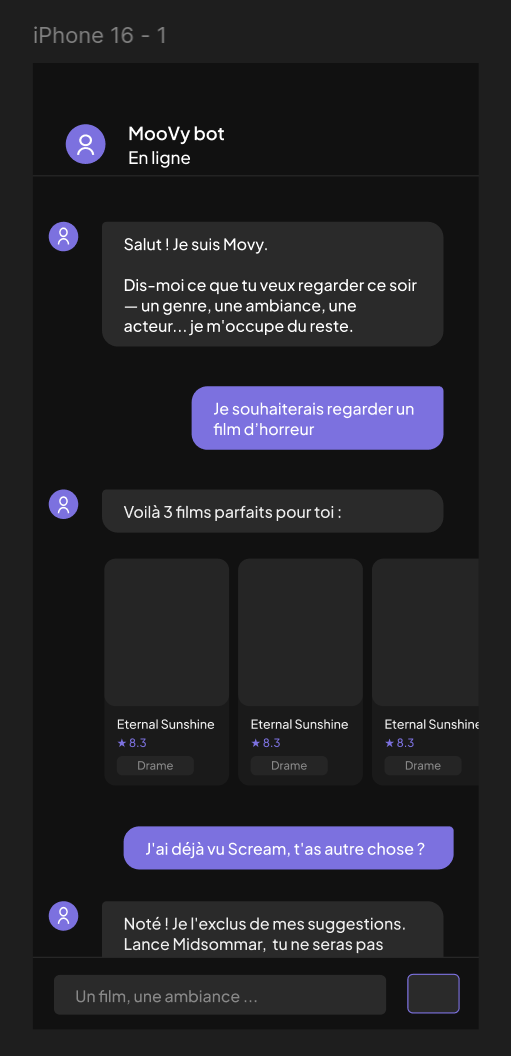 iPhone 16 - 1
MooVy bot
En ligne
Salut ! Je suis Movy.
Dis-moi ce que tu veux regarder ce soir
— un genre, une ambiance, une
acteur... je m'occupe du reste.
Je souhaiterais regarder un
film d'horreur
Voilà 3 films parfaits pour toi :
Eternal Sunshine
★ 8.3
Drame
Eternal Sunshine
★ 8.3
Drame
Eternal Sunshine
★ 8.3
Drame
J'ai déjà vu Scream, t'as autre chose ?
Noté ! Je l'exclus de mes suggestions.
Lance Midsommar, tu ne seras pas
Un film, une ambiance ...